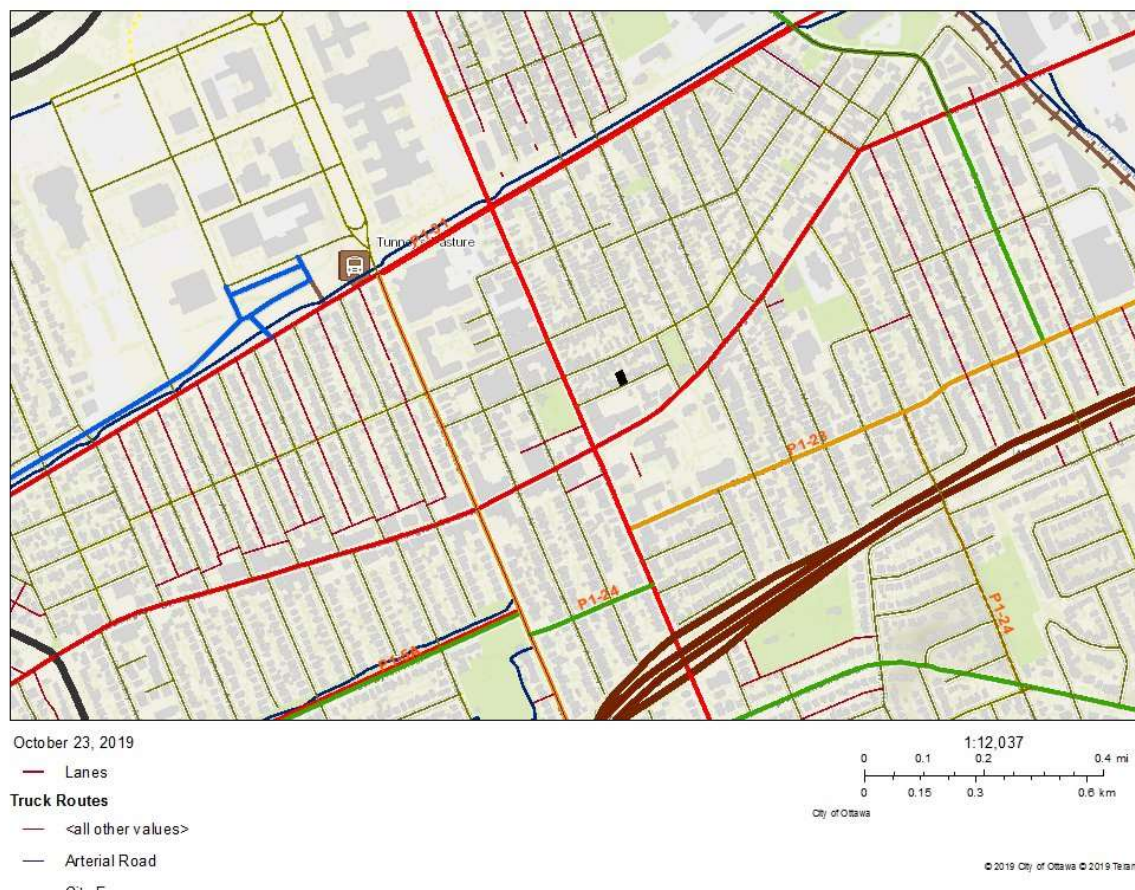 Tunney's Pasture
P1-28
P1-24
P1-24
October 23, 2019
Lanes
Truck Routes
<all other values>
Arterial Road
1:12,037
0 0.1 0.2 0.4 mi
0 0.15 0.3 0.6 km
City of Ottawa
© 2019 City of Ottawa © 2019 Teran